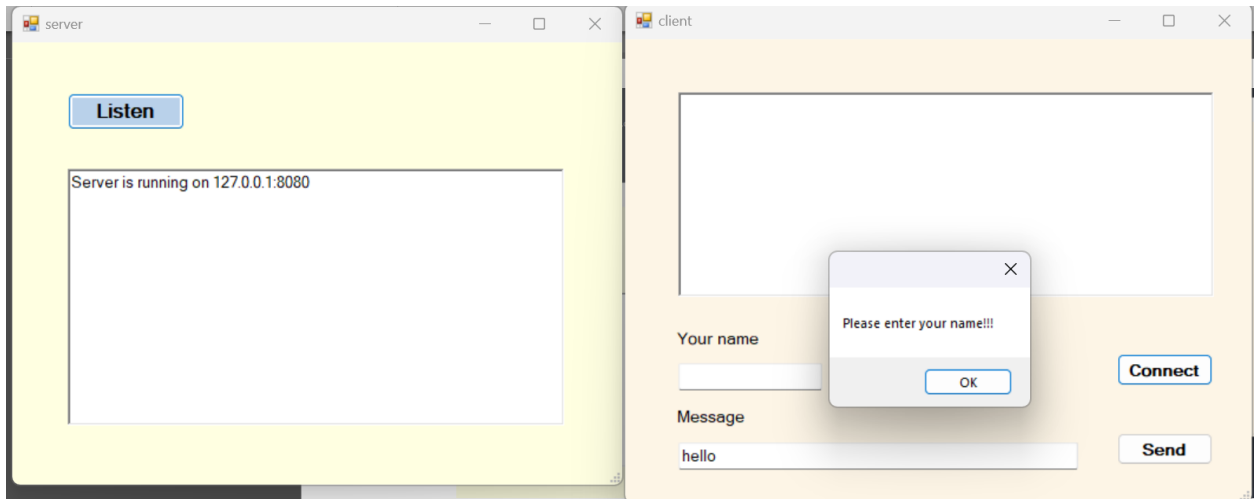 server
Listen
Server is running on 127.0.0.1:8080
client
Please enter your name!!!
OK
Your name
Connect
Message
hello
Send